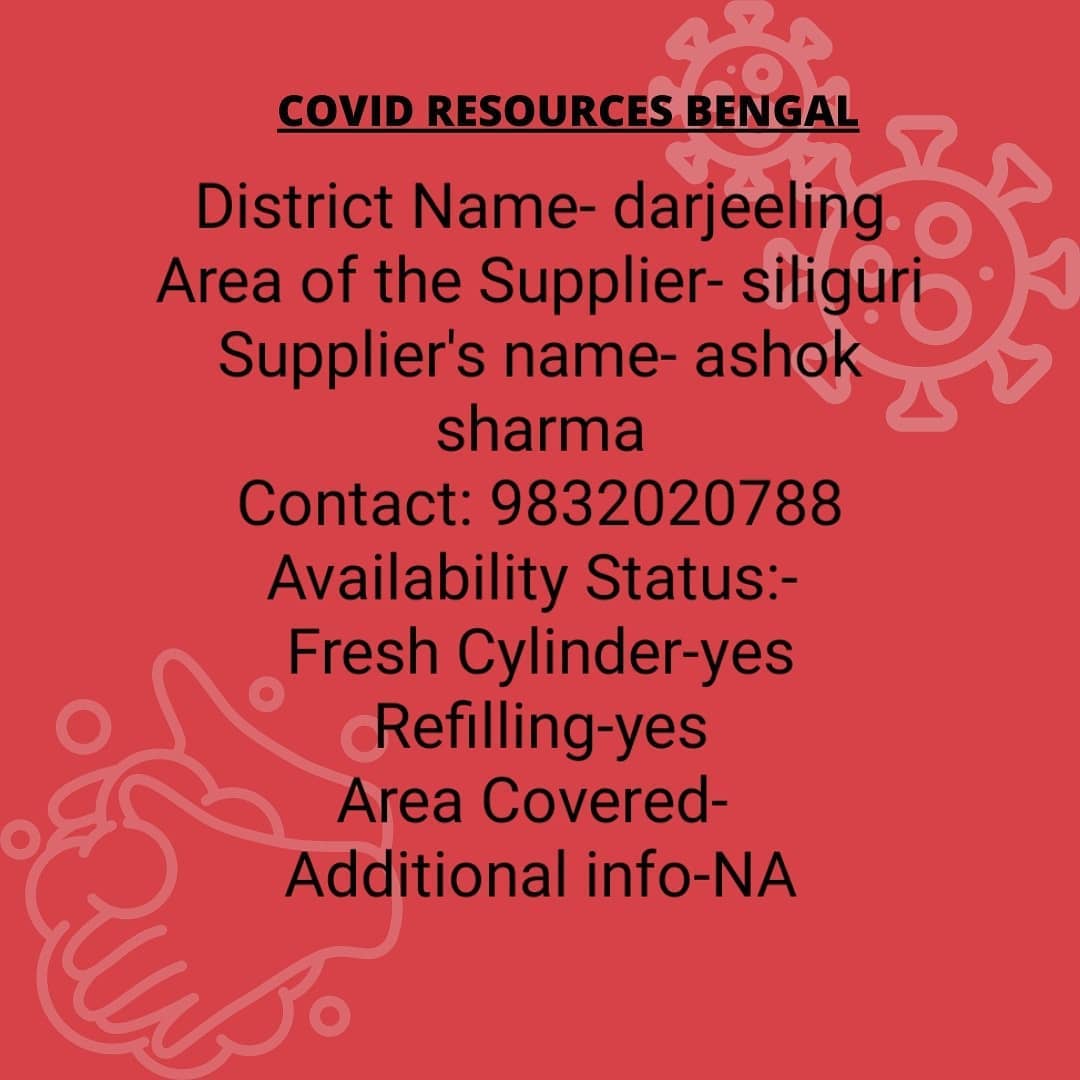 COVID RESOURCES BENGAL
District Name- darjeeling
Area of the Supplier- siliguri
Supplier's name- ashok
sharma
Contact: 9832020788
Availability Status:-
Fresh Cylinder-yes
Refilling-yes
Area Covered-
Additional info-NA